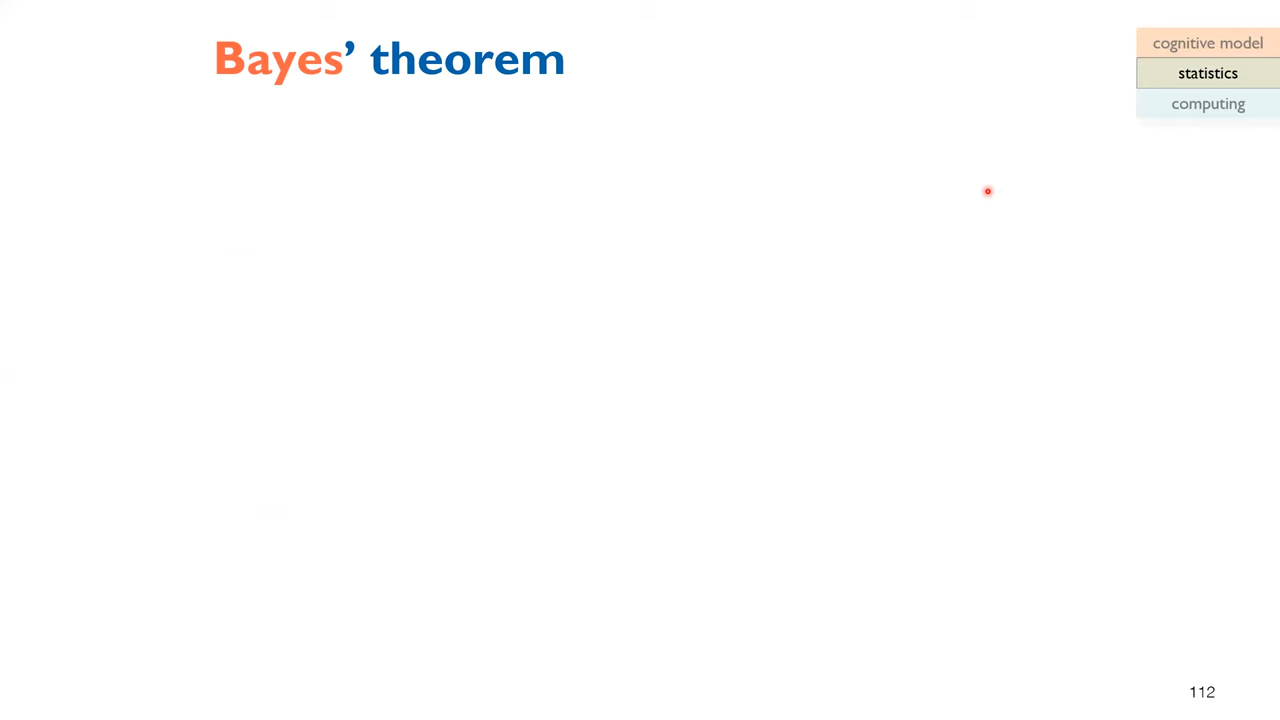 Bayes’ theorem
cognitive model
statistics
computing
112